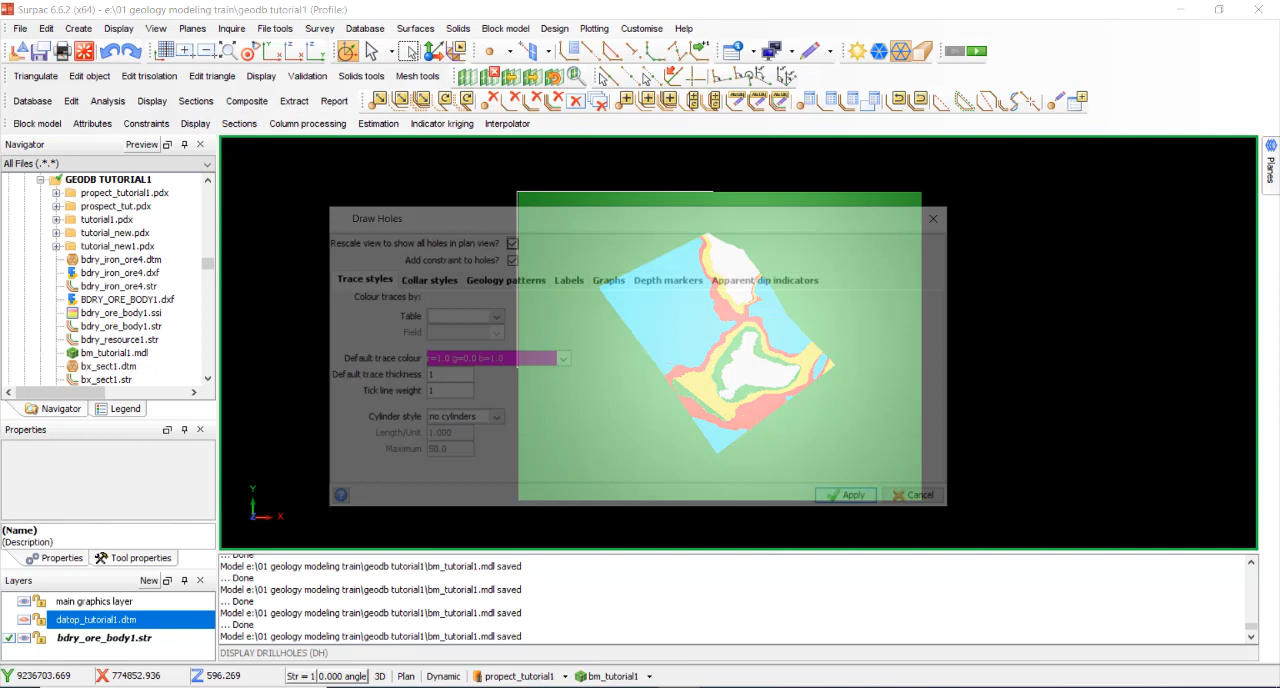 Surpac 6.6.2 (x64) - e:\01 geology modeling train\geodb tutorial1\(Profile:)
File Edit Create Display View Planes Inquire File tools Survey Database Surfaces Solids Block model Design Plotting Customise Help
Triangulate Edit object Edit trisolation Edit triangle Display Validation Solids tools Mesh tools
Database Edit Analysis Display Sections Composite Extract Report
Block model Attributes Constraints Display Sections Column processing Estimation Indicator kriging Interpolator
Navigator Preview
All Files (.*.*)
GEODB TUTORIAL1
propect_tutorial1.pdx
prospect_tut.pdx
tutorial1.pdx
tutorial_new.pdx
tutorial_new1.pdx
bdry_iron_ore4.dtm
bdry_iron_ore4.dxf
bdry_iron_ore4.str
BDRY_ORE_BODY1.dxf
bdry_ore_body1.ssi
bdry_ore_body1.str
bdry_resource1.str
bm_tutorial1.mdl
bx_sect1.dtm
bx_sect1.str
Navigator Legend
Properties
(Name)
(Description)
Properties Tool properties
Layers New
main graphics layer
datop_tutorial1.dtm
bdry_ore_body1.str
Planes
Draw Holes
Rescale view to show all holes in plan view?
Add constraint to holes?
Trace styles Collar styles Geology patterns Labels Graphs Depth markers Apparent dip indicators
Colour traces by:
Table
Field
Default trace colour r=1.0 g=0.0 b=1.0
Default trace thickness 1
Tick line weight 1
Cylinder style no cylinders
Length/Unit 1.000
Maximum 50.0
Apply Cancel
Y
X
Z
... Done
Model e:\01 geology modeling train\geodb tutorial1\bm_tutorial1.mdl saved
... Done
Model e:\01 geology modeling train\geodb tutorial1\bm_tutorial1.mdl saved
... Done
Model e:\01 geology modeling train\geodb tutorial1\bm_tutorial1.mdl saved
... Done
Model e:\01 geology modeling train\geodb tutorial1\bm_tutorial1.mdl saved
DISPLAY DRILLHOLES (DH)
Y 9236703.669 X 774852.936 Z 596.269 Str = 1 0.000 angle 3D Plan Dynamic propect_tutorial1 bm_tutorial1